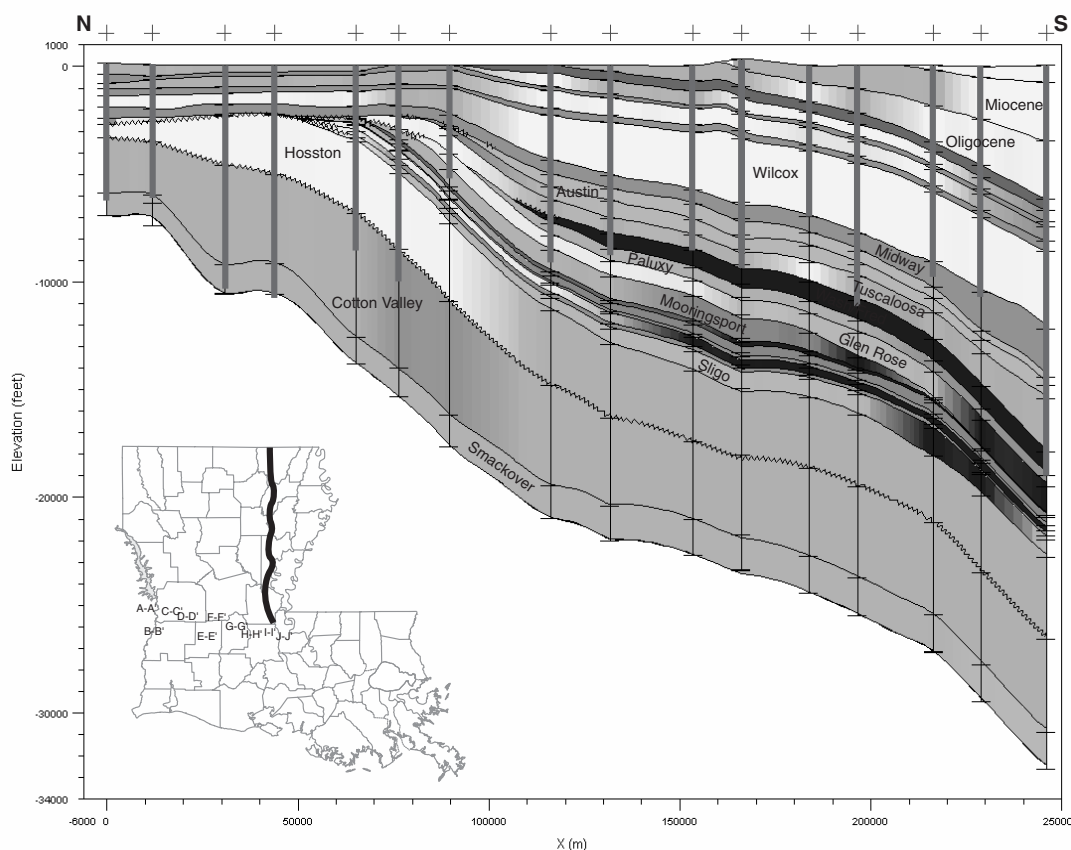 N
S
1000
0
-10000
-20000
-30000
-34000
Elevation (feet)
Miocene
Oligocene
Hosston
Wilcox
Austin
Midway
Paluxy
Tuscaloosa
Cotton Valley
Mooringsport
Glen Rose
Sligo
Smackover
A-A'
C-C'
D-D'
F-F'
B-B'
E-E'
G-G'
H-H'
I-I'
J-J'
-6000
0
50000
100000
150000
200000
25000
X (m)